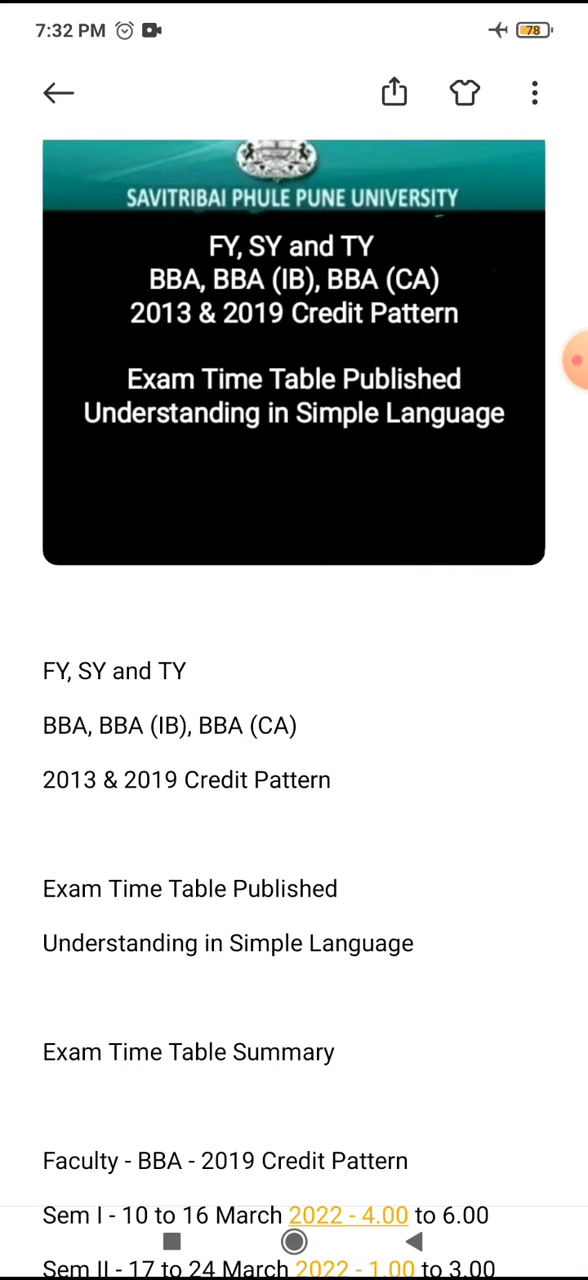 7:32 PM
78
SAVITRIBAI PHULE PUNE UNIVERSITY
FY, SY and TY
BBA, BBA (IB), BBA (CA)
2013 & 2019 Credit Pattern
Exam Time Table Published
Understanding in Simple Language
FY, SY and TY
BBA, BBA (IB), BBA (CA)
2013 & 2019 Credit Pattern
Exam Time Table Published
Understanding in Simple Language
Exam Time Table Summary
Faculty - BBA - 2019 Credit Pattern
Sem I - 10 to 16 March 2022 - 4.00 to 6.00
Sem II - 17 to 24 March 2022 - 1.00 to 3.00